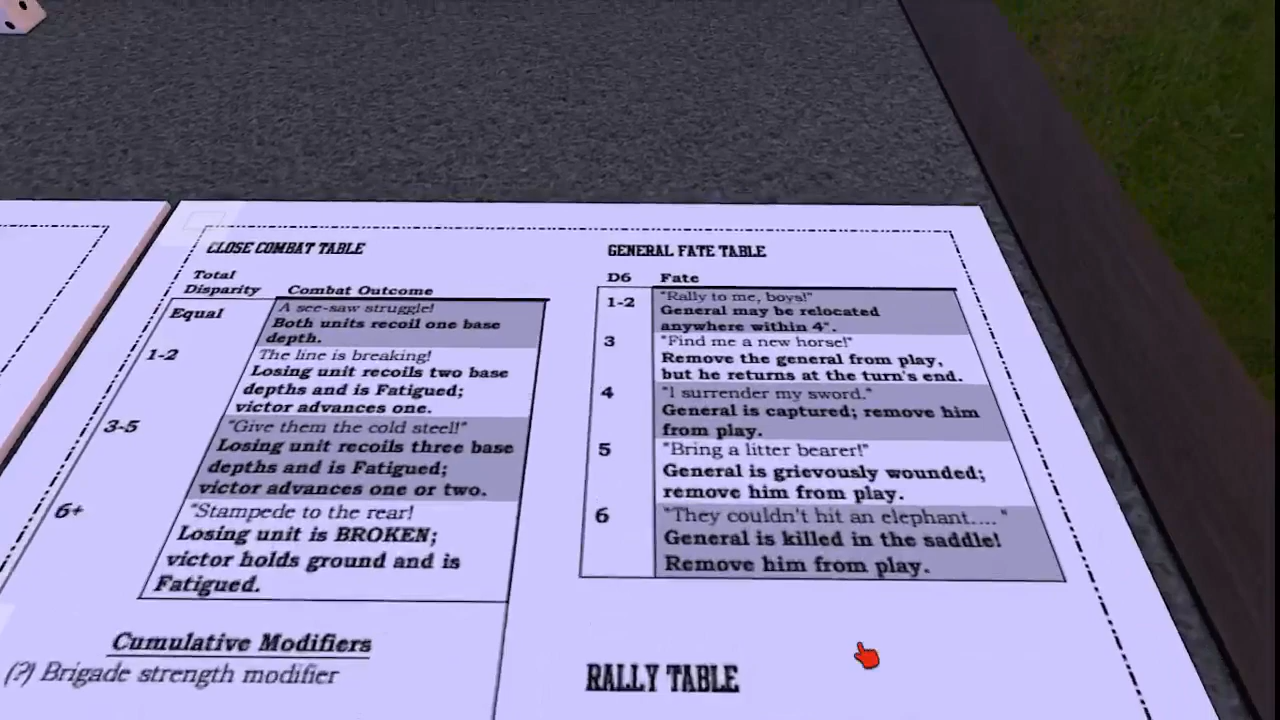 CLOSE COMBAT TABLE
Total
Disparity Combat Outcome
Equal
A see-saw struggle!
Both units recoil one base
depth.
1-2
The line is breaking!
Losing unit recoils two base
depths and is Fatigued;
victor advances one.
3-5
"Give them the cold steel!"
Losing unit recoils three base
depths and is Fatigued;
victor advances one or two.
6+
"Stampede to the rear!
Losing unit is BROKEN;
victor holds ground and is
Fatigued.
Cumulative Modifiers
(?) Brigade strength modifier
GENERAL FATE TABLE
D6 Fate
1-2
"Rally to me, boys!"
General may be relocated
anywhere within 4".
3
"Find me a new horse!"
Remove the general from play,
but he returns at the turn's end.
4
"I surrender my sword."
General is captured; remove him
from play.
5
"Bring a litter bearer!"
General is grievously wounded;
remove him from play.
6
"They couldn't hit an elephant.... "
General is killed in the saddle!
Remove him from play.
RALLY TABLE